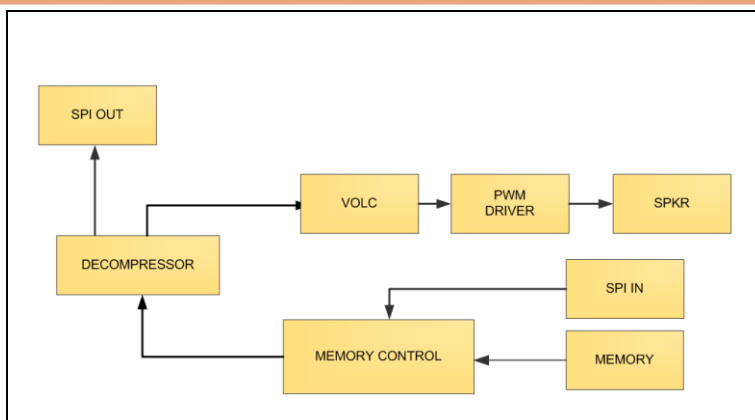 SPI OUT
VOLC
PWM
DRIVER
SPKR
DECOMPRESSOR
SPI IN
MEMORY CONTROL
MEMORY